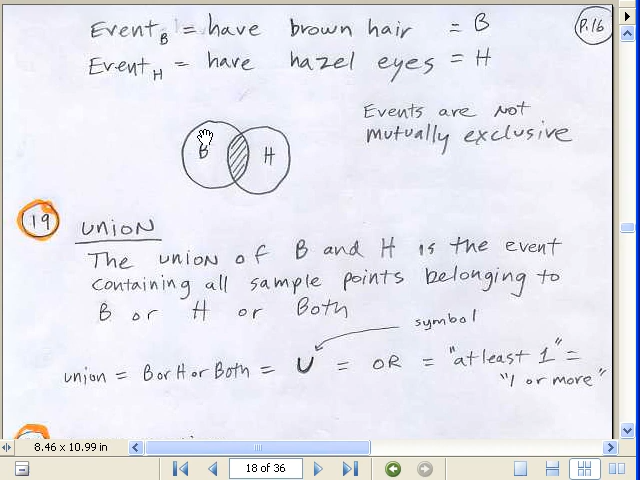 Event_B = have brown hair = B
P.16
Event_H = have hazel eyes = H
Events are not
mutually exclusive
B H
19 UNION
The union of B and H is the event
containing all sample points belonging to
B or H or Both
symbol
union = B or H or Both = U = OR = "at least 1" =
"1 or more"
8.46 x 10.99 in
18 of 36